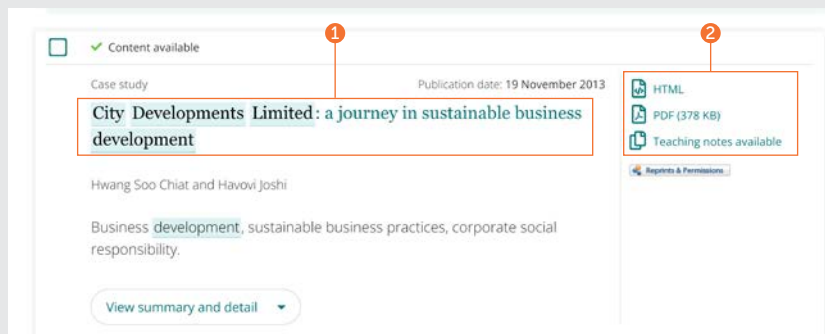 1
2
Content available
Case study
Publication date: 19 November 2013
City Developments Limited: a journey in sustainable business
development
Hwang Soo Chiat and Havovi Joshi
Business development, sustainable business practices, corporate social
responsibility.
View summary and detail
HTML
PDF (378 KB)
Teaching notes available
Reprints & Permissions